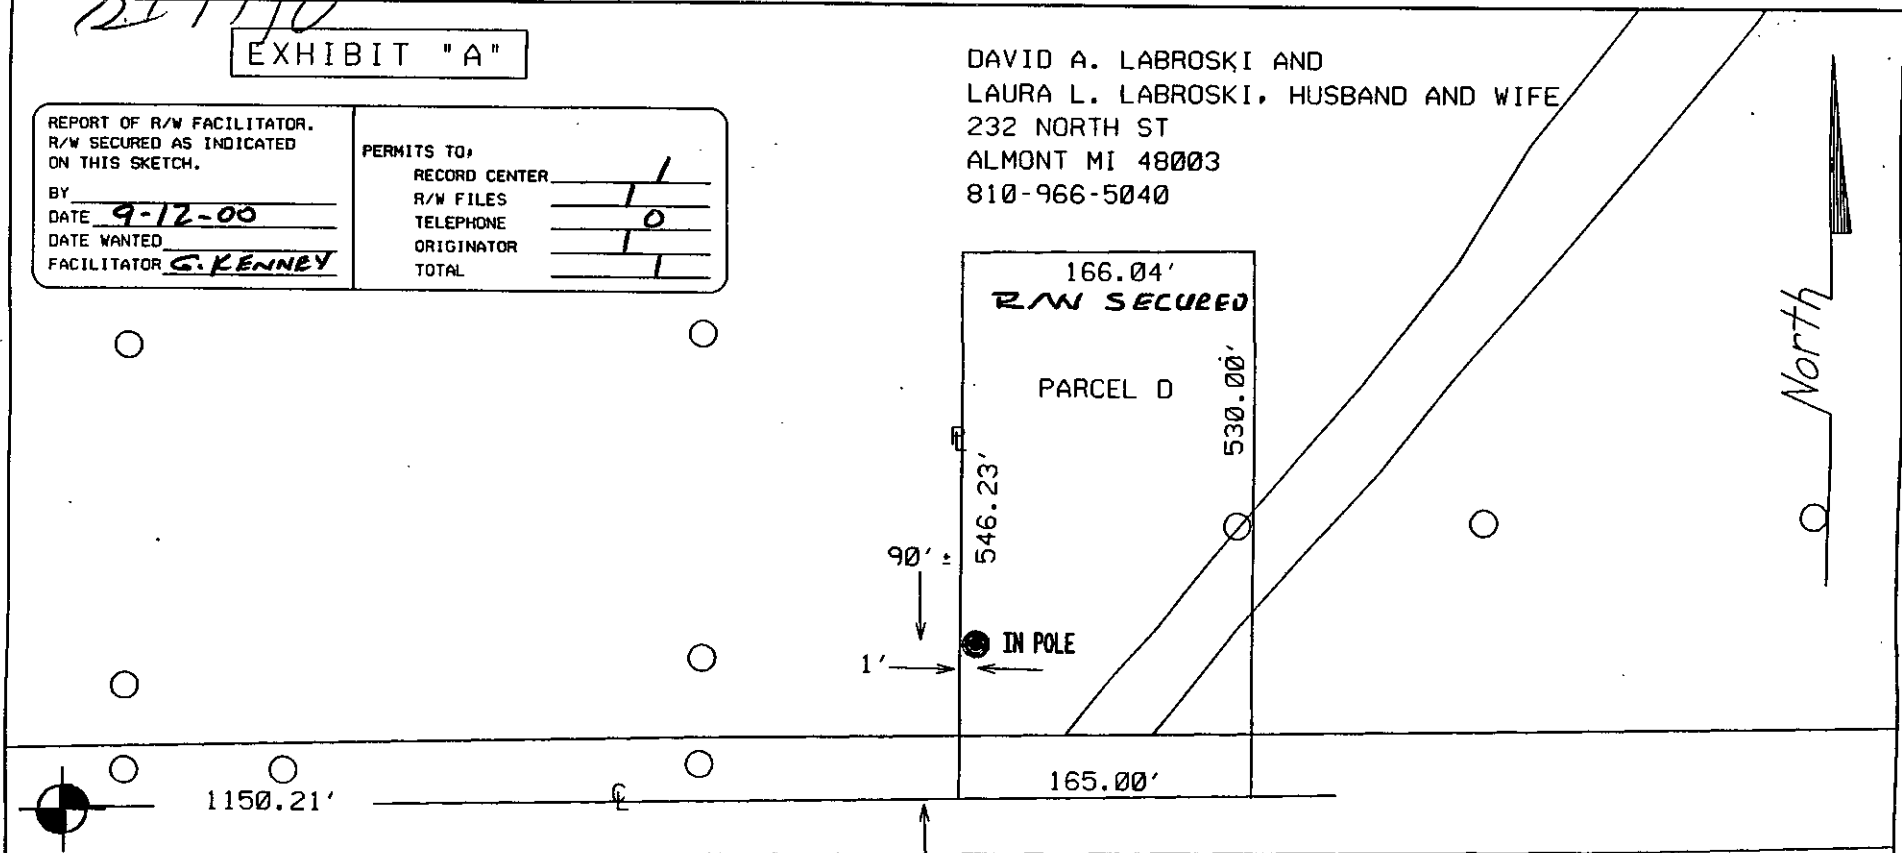 EXHIBIT "A"
REPORT OF R/W FACILITATOR.
R/W SECURED AS INDICATED
ON THIS SKETCH.
BY
DATE 9-12-00
DATE WANTED
FACILITATOR G. KENNEY
PERMITS TO,
RECORD CENTER 1
R/W FILES 1
TELEPHONE 0
ORIGINATOR 1
TOTAL 1
DAVID A. LABROSKI AND
LAURA L. LABROSKI, HUSBAND AND WIFE
232 NORTH ST
ALMONT MI 48003
810-966-5040
166.04'
R/W SECURED
PARCEL D
530.00'
546.23'
90' ±
IN POLE
1'
165.00'
1150.21'
North